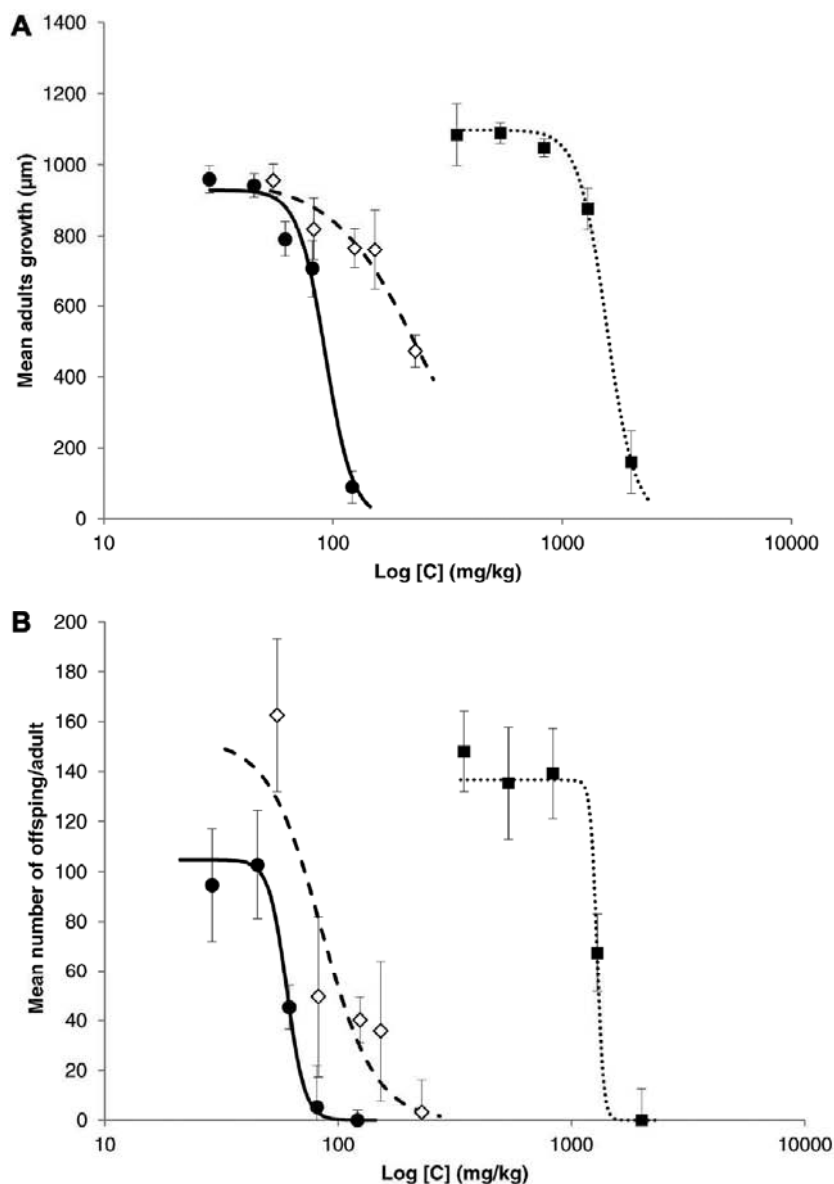 A
1400
1200
1000
800
600
400
200
0
Mean adults growth (µm)
10 100 1000 10000
Log [C] (mg/kg)
B
200
180
160
140
120
100
80
60
40
20
0
Mean number of offsping/adult
10 100 1000 10000
Log [C] (mg/kg)